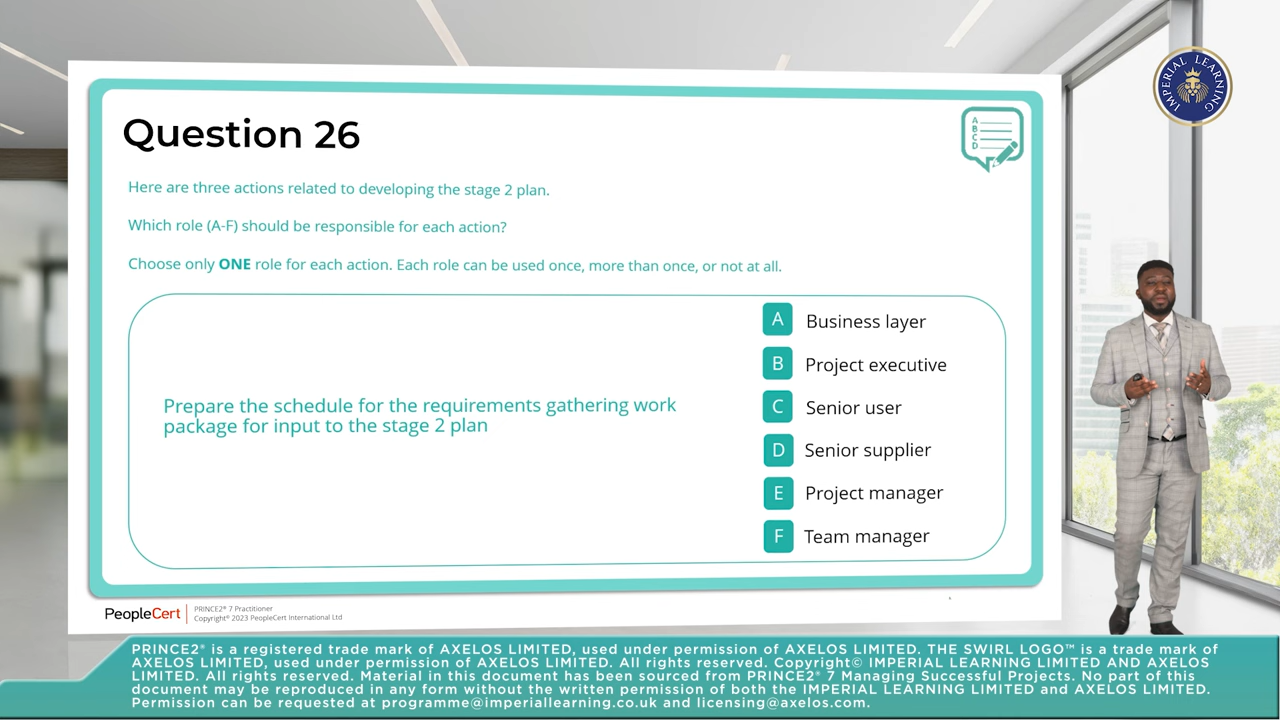 IMPERIAL LEARNING
Question 26
A
B
C
D
Here are three actions related to developing the stage 2 plan.
Which role (A-F) should be responsible for each action?
Choose only ONE role for each action. Each role can be used once, more than once, or not at all.
Prepare the schedule for the requirements gathering work
package for input to the stage 2 plan
A Business layer
B Project executive
C Senior user
D Senior supplier
E Project manager
F Team manager
PeopleCert
PRINCE2® 7 Practitioner
Copyright® 2023 PeopleCert International Ltd
PRINCE2® is a registered trade mark of AXELOS LIMITED, used under permission of AXELOS LIMITED. THE SWIRL LOGO™ is a trade mark of
AXELOS LIMITED, used under permission of AXELOS LIMITED. All rights reserved. Copyright© IMPERIAL LEARNING LIMITED AND AXELOS
LIMITED. All rights reserved. Material in this document has been sourced from PRINCE2® 7 Managing Successful Projects. No part of this
document may be reproduced in any form without the written permission of both the IMPERIAL LEARNING LIMITED and AXELOS LIMITED.
Permission can be requested at programme@imperiallearning.co.uk and licensing@axelos.com.